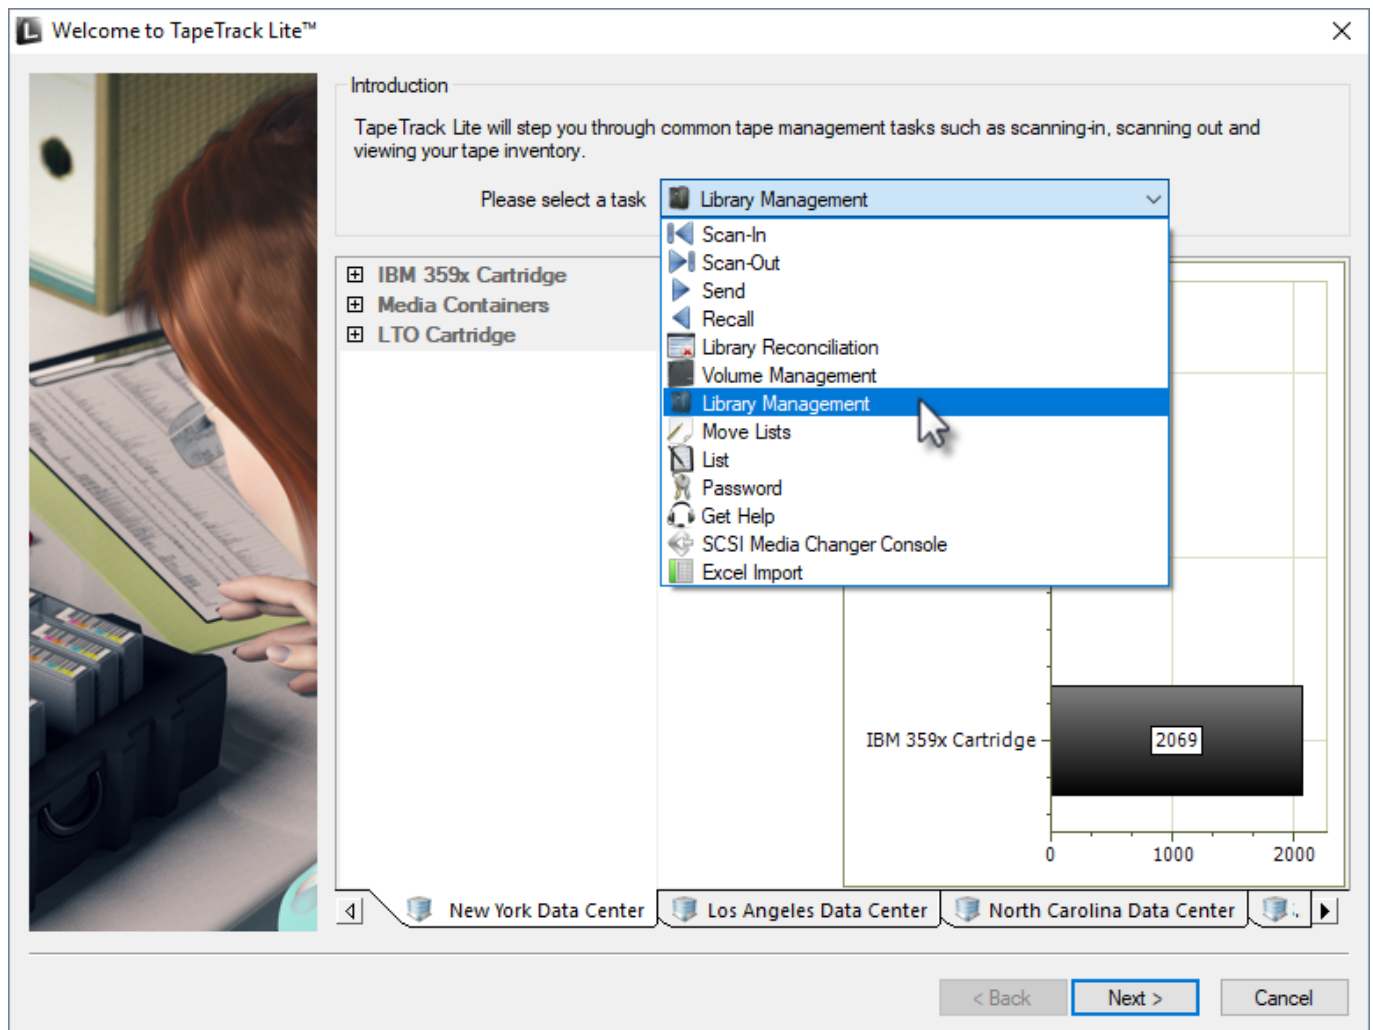 Welcome to TapeTrack Lite™
Introduction
TapeTrack Lite will step you through common tape management tasks such as scanning-in, scanning out and
viewing your tape inventory.
Please select a task
Library Management
Scan-In
Scan-Out
Send
Recall
Library Reconciliation
Volume Management
Library Management
Move Lists
List
Password
Get Help
SCSI Media Changer Console
Excel Import
IBM 359x Cartridge
Media Containers
LTO Cartridge
IBM 359x Cartridge
2069
0 1000 2000
New York Data Center Los Angeles Data Center North Carolina Data Center
< Back Next > Cancel